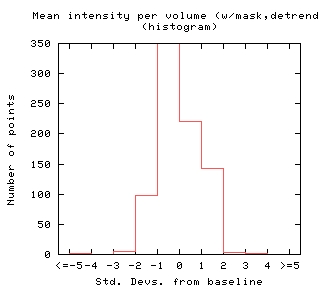 Mean intensity per volume (w/mask,detrend
(histogram)
350
300
250
200
150
100
50
0
Number of points
<=-5 -4 -3 -2 -1 0 1 2 3 4 >=5
Std. Devs. from baseline